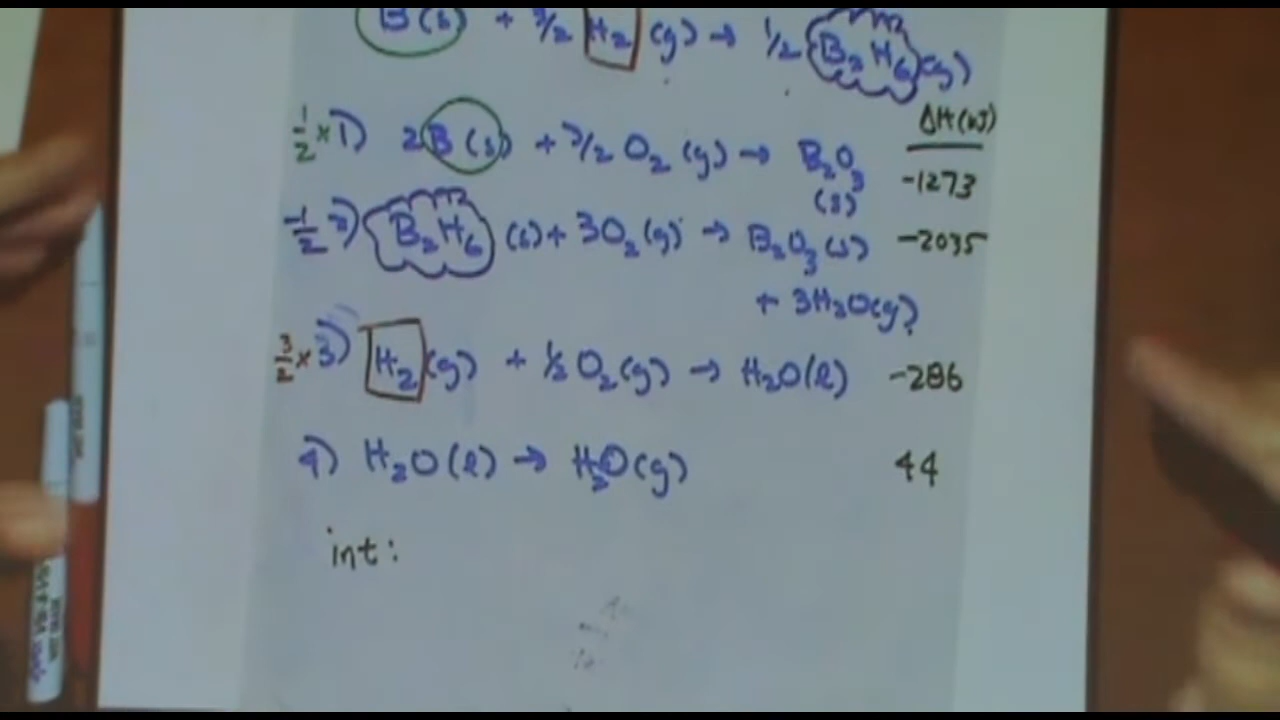 B(s) + 3/2 H₂ (g) → 1/2 B₂H₆(g)
ΔH(kJ)
1/2 × 1) 2B(s) + 3/2 O₂ (g) → B₂O₃ (s) -1273
-1/2 2) B₂H₆ (s) + 3O₂(g) → B₂O₃(s) -2035
+ 3H₂O(g)
3/2 × 3) H₂(g) + 1/2 O₂(g) → H₂O(l) -286
4) H₂O(l) → H₂O(g) 44
int: